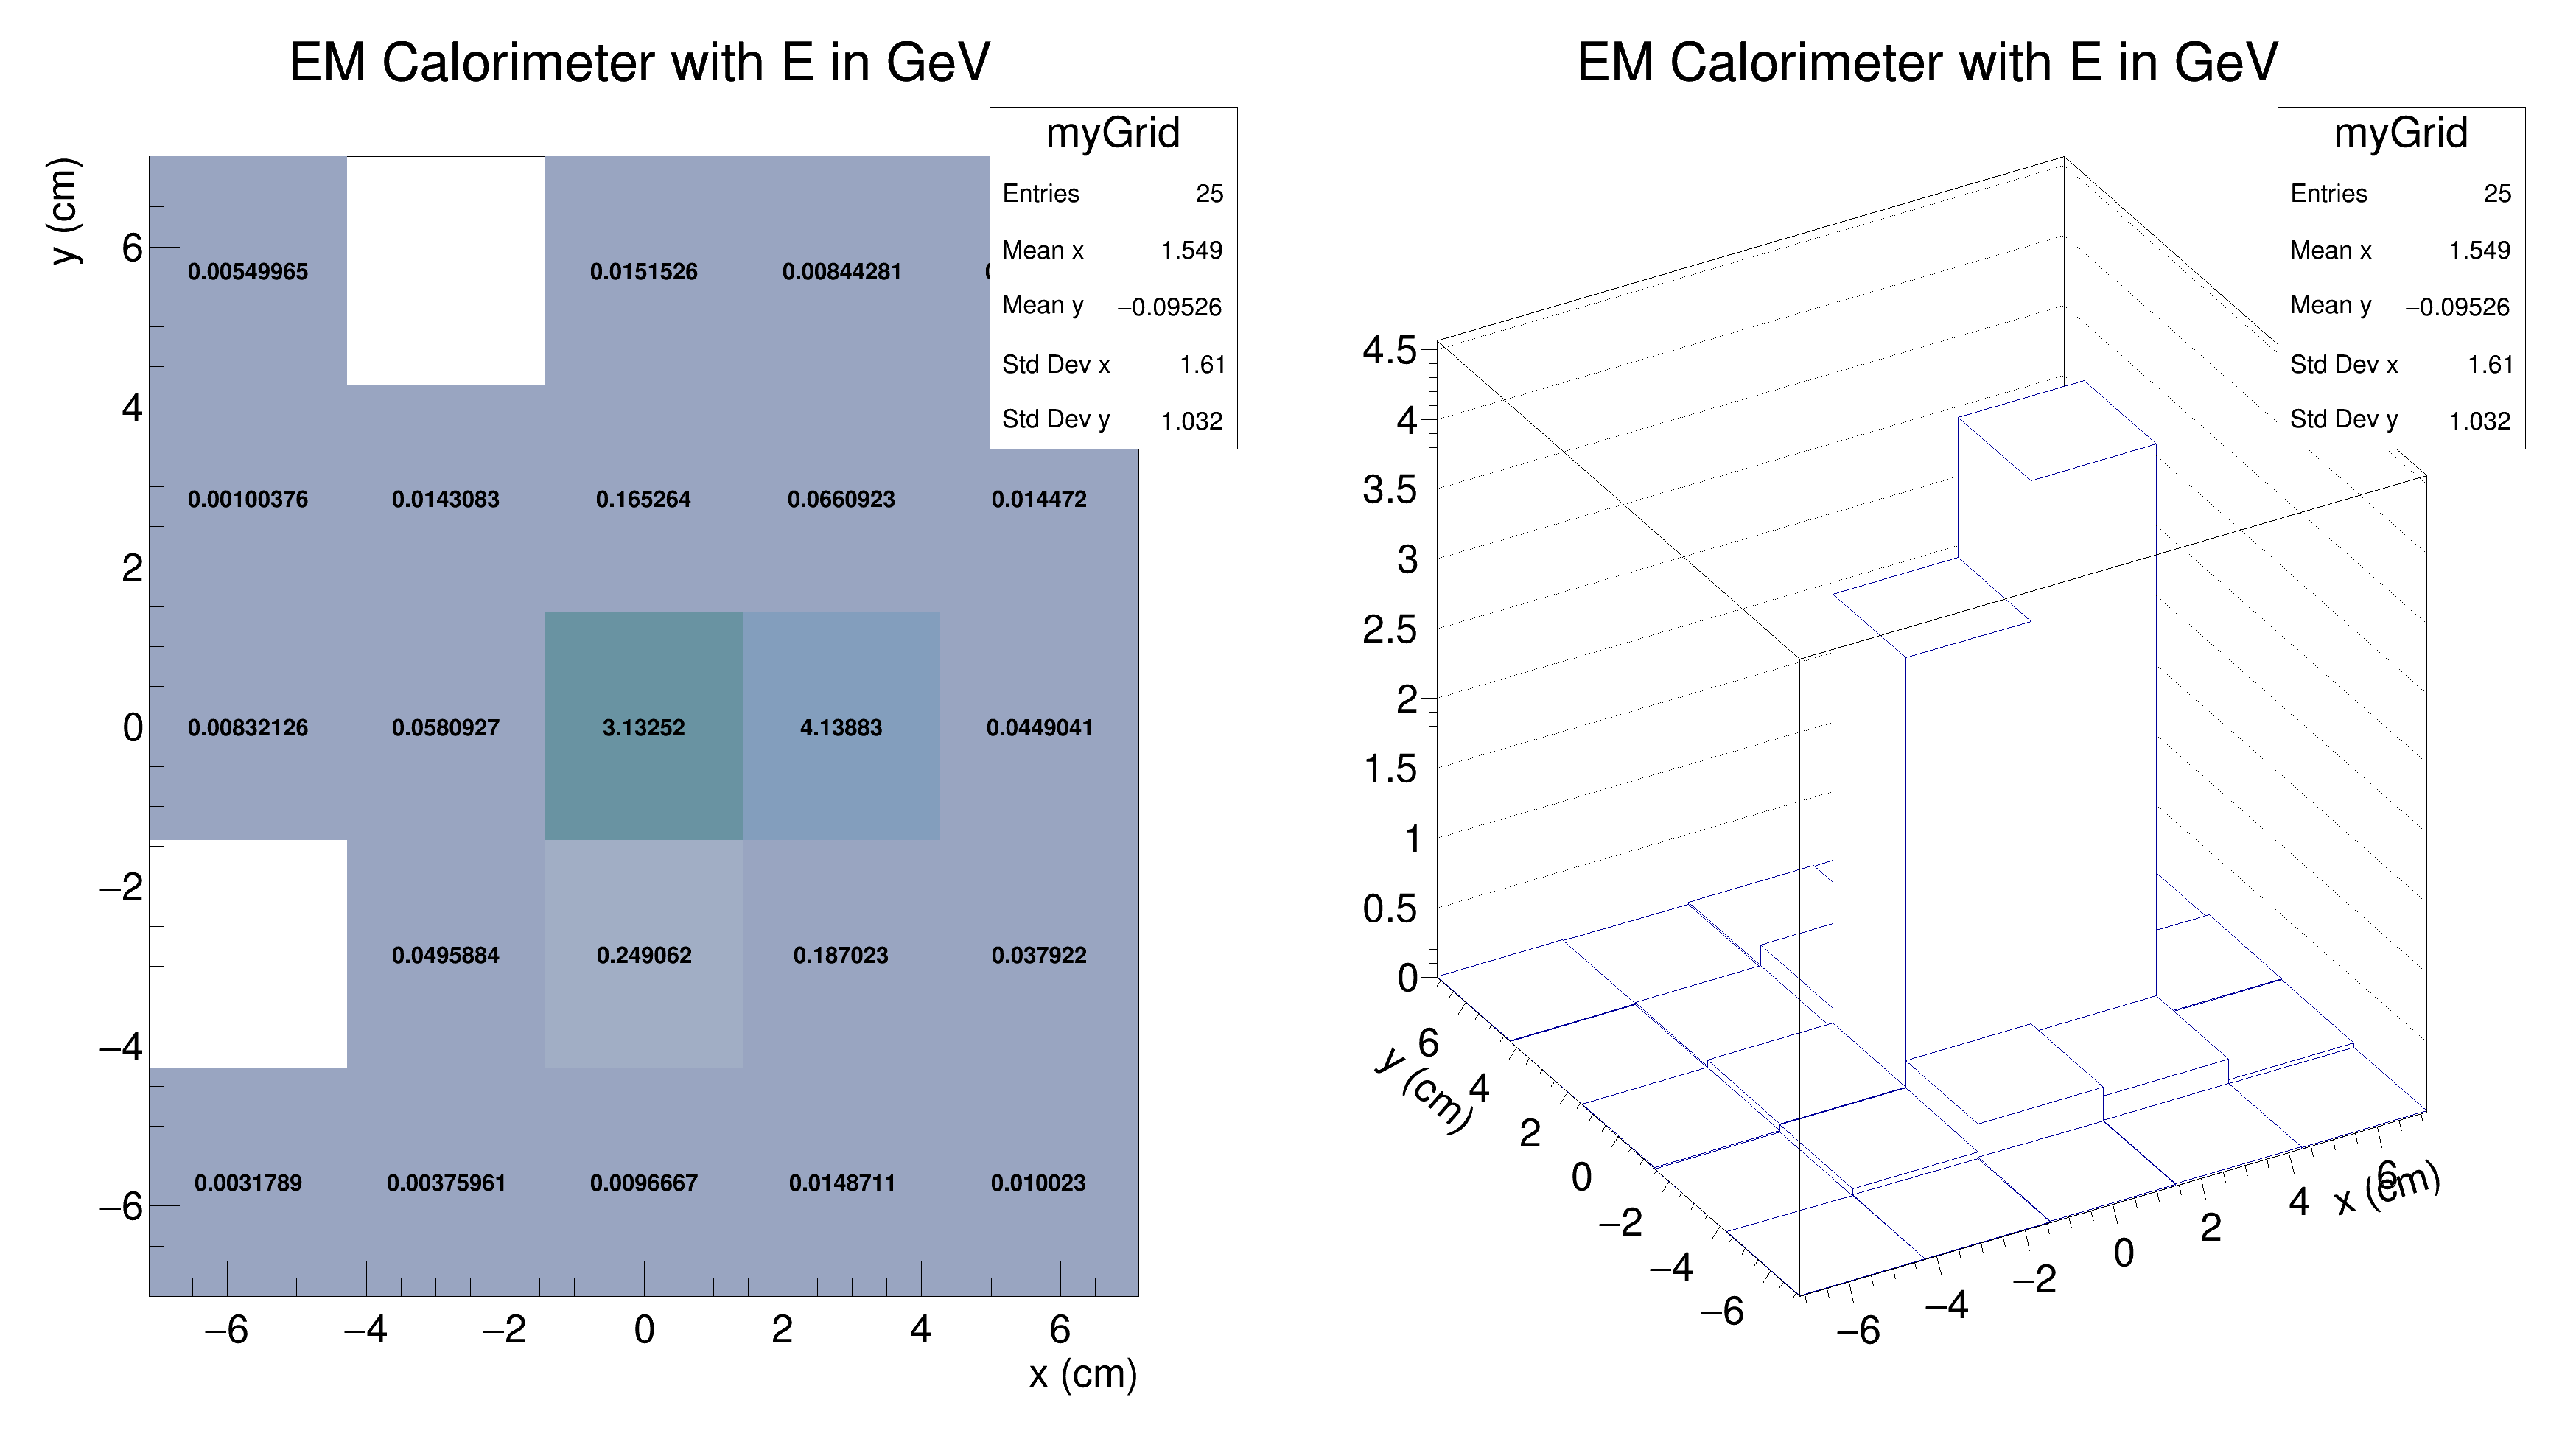 EM Calorimeter with E in GeV
myGrid
Entries 25
Mean x 1.549
Mean y −0.09526
Std Dev x 1.61
Std Dev y 1.032
y (cm)
6
4
2
0
−2
−4
−6
0.00549965 0.0151526 0.00844281
0.00100376 0.0143083 0.165264 0.0660923 0.014472
0.00832126 0.0580927 3.13252 4.13883 0.0449041
0.0495884 0.249062 0.187023 0.037922
0.0031789 0.00375961 0.0096667 0.0148711 0.010023
−6 −4 −2 0 2 4 6
x (cm)
EM Calorimeter with E in GeV
myGrid
Entries 25
Mean x 1.549
Mean y −0.09526
Std Dev x 1.61
Std Dev y 1.032
4.5
4
3.5
3
2.5
2
1.5
1
0.5
0
y (cm)
6
4
2
0
−2
−4
−6
−6 −4 −2 0 2 4 6
x (cm)